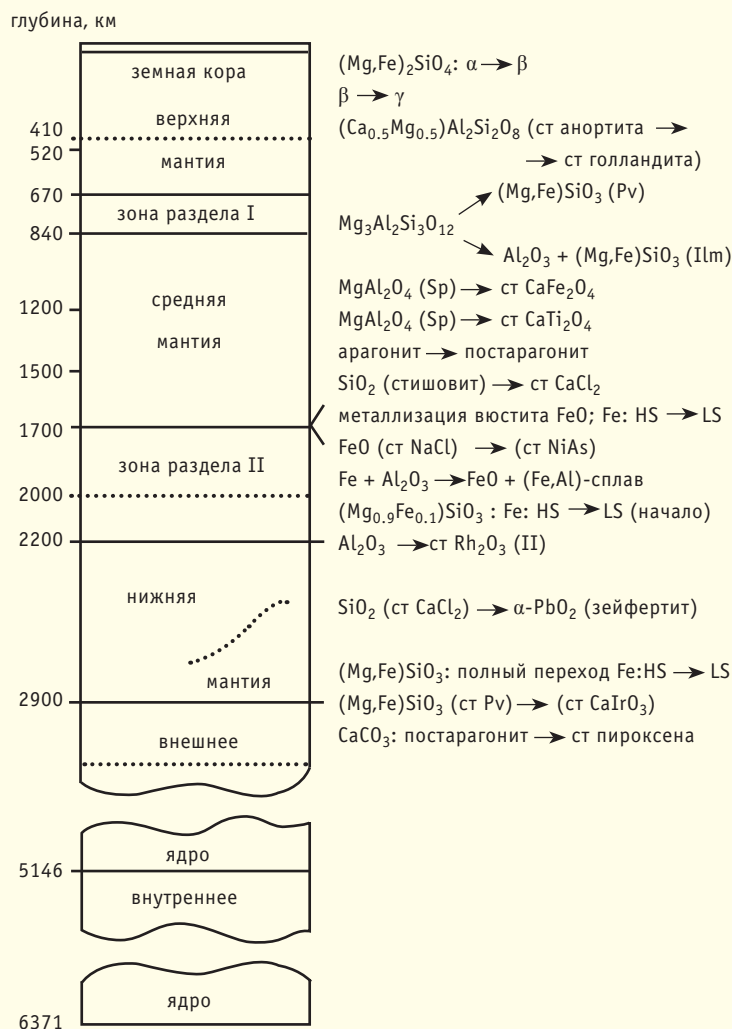 глубина, км
земная кора
верхняя
410
520
мантия
670
зона раздела I
840
1200
средняя
мантия
1500
1700
зона раздела II
2000
2200
нижняя
мантия
2900
внешнее
ядро
5146
внутреннее
ядро
6371
(Mg,Fe)₂SiO₄: α → β
β → γ
(Ca₀.₅Mg₀.₅)Al₂Si₂O₈ (ст анортита →
→ ст голландита)
(Mg,Fe)SiO₃ (Pv)
Mg₃Al₂Si₃O₁₂
Al₂O₃ + (Mg,Fe)SiO₃ (Ilm)
MgAl₂O₄ (Sp) → ст CaFe₂O₄
MgAl₂O₄ (Sp) → ст CaTi₂O₄
арагонит → постарагонит
SiO₂ (стишовит) → ст CaCl₂
металлизация вюстита FeO; Fe: HS → LS
FeO (ст NaCl) → (ст NiAs)
Fe + Al₂O₃ → FeO + (Fe,Al)-сплав
(Mg₀.₉Fe₀.₁)SiO₃ : Fe: HS → LS (начало)
Al₂O₃ → ст Rh₂O₃ (II)
SiO₂ (ст CaCl₂) → α-PbO₂ (зейфертит)
(Mg,Fe)SiO₃: полный переход Fe:HS → LS
(Mg,Fe)SiO₃ (ст Pv) → (ст CaIrO₃)
CaCO₃: постарагонит → ст пироксена